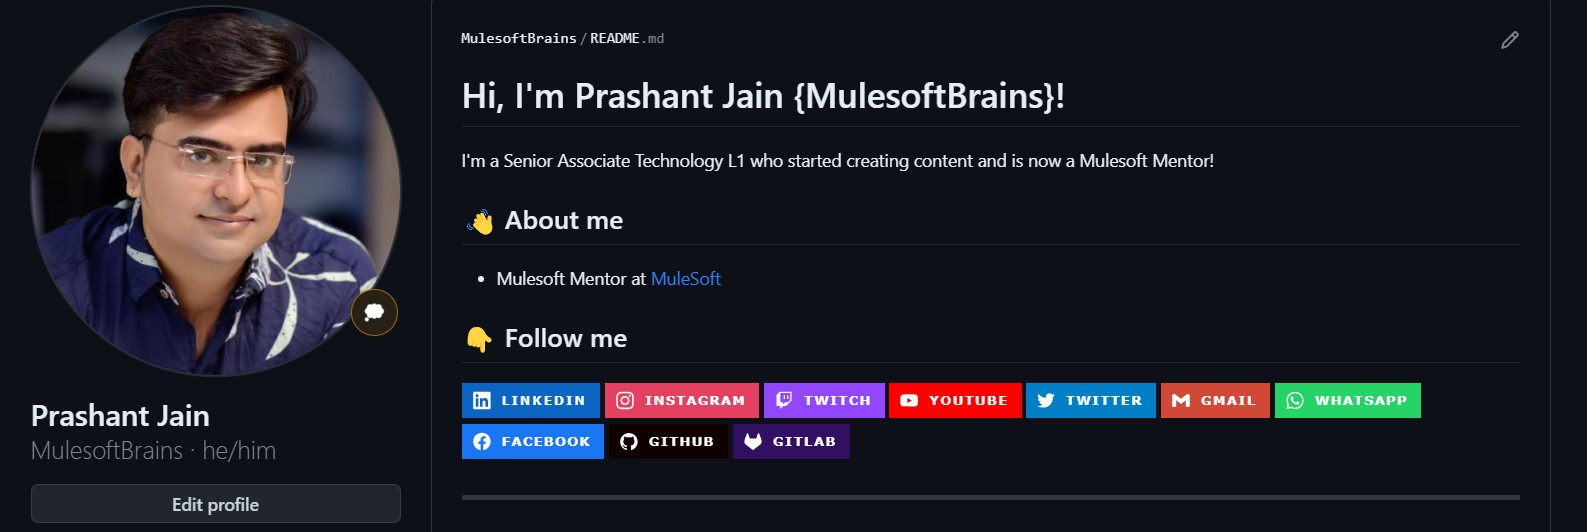 MulesoftBrains / README.md
Hi, I'm Prashant Jain {MulesoftBrains}!
I'm a Senior Associate Technology L1 who started creating content and is now a Mulesoft Mentor!
👋 About me
• Mulesoft Mentor at MuleSoft
👇 Follow me
LINKEDIN INSTAGRAM TWITCH YOUTUBE TWITTER GMAIL WHATSAPP
FACEBOOK GITHUB GITLAB
Prashant Jain
MulesoftBrains · he/him
Edit profile